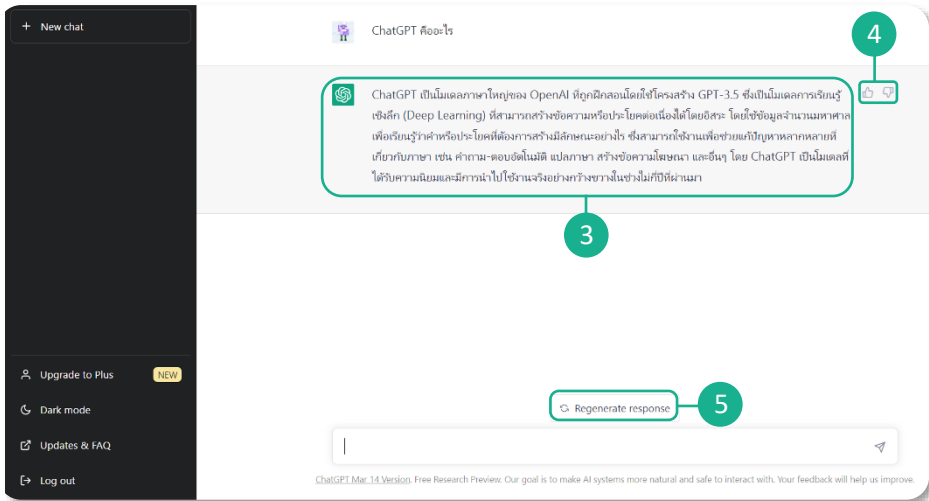 + New chat
ChatGPT คืออะไร
4
ChatGPT เป็นโมเดลภาษาใหญ่ของ OpenAI ที่ถูกฝึกสอนโดยใช้โครงสร้าง GPT-3.5 ซึ่งเป็นโมเดลการเรียนรู้
เชิงลึก (Deep Learning) ที่สามารถสร้างข้อความหรือประโยคต่อเนื่องได้โดยอิสระ โดยใช้ข้อมูลจำนวนมหาศาล
เพื่อเรียนรู้ว่าคำหรือประโยคที่ต้องการสร้างมีลักษณะอย่างไร ซึ่งสามารถใช้งานเพื่อช่วยแก้ปัญหาหลากหลายที่
เกี่ยวกับภาษา เช่น คำถาม-ตอบอัตโนมัติ แปลภาษา สร้างข้อความโฆษณา และอื่นๆ โดย ChatGPT เป็นโมเดลที่
ได้รับความนิยมและมีการนำไปใช้งานจริงอย่างกว้างขวางในช่วงไม่กี่ปีที่ผ่านมา
3
Upgrade to Plus NEW
Dark mode
Updates & FAQ
Log out
Regenerate response
5
ChatGPT Mar 14 Version. Free Research Preview. Our goal is to make AI systems more natural and safe to interact with. Your feedback will help us improve.